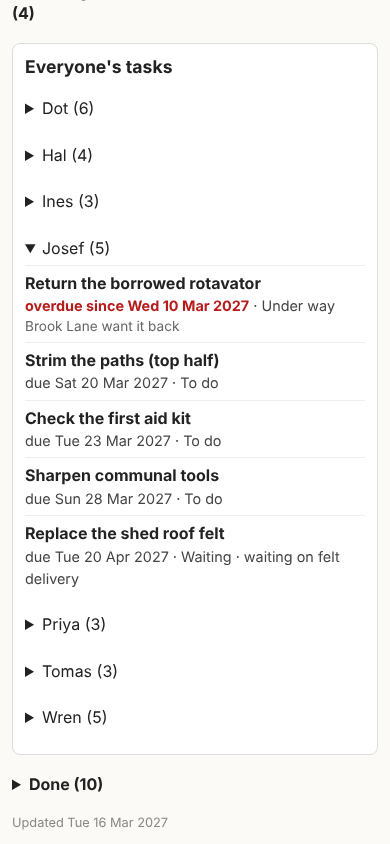 (4)
Everyone's tasks
▶ Dot (6)
▶ Hal (4)
▶ Ines (3)
▼ Josef (5)
Return the borrowed rotavator
overdue since Wed 10 Mar 2027 · Under way
Brook Lane want it back
Strim the paths (top half)
due Sat 20 Mar 2027 · To do
Check the first aid kit
due Tue 23 Mar 2027 · To do
Sharpen communal tools
due Sun 28 Mar 2027 · To do
Replace the shed roof felt
due Tue 20 Apr 2027 · Waiting · waiting on felt
delivery
▶ Priya (3)
▶ Tomas (3)
▶ Wren (5)
▶ Done (10)
Updated Tue 16 Mar 2027